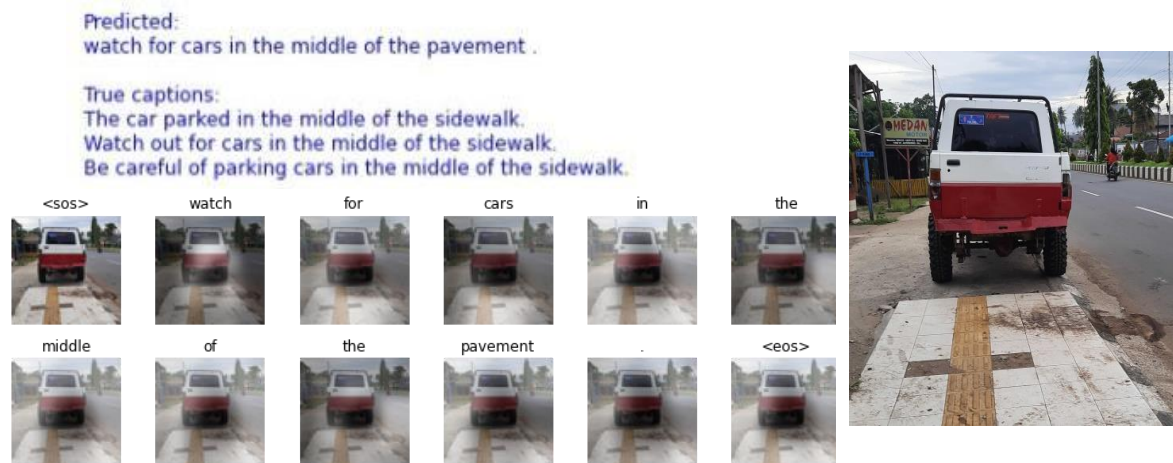 Predicted:
watch for cars in the middle of the pavement .
True captions:
The car parked in the middle of the sidewalk.
Watch out for cars in the middle of the sidewalk.
Be careful of parking cars in the middle of the sidewalk.
<sos> watch for cars in the
middle of the pavement . <eos>
MEDAN
MOTOR